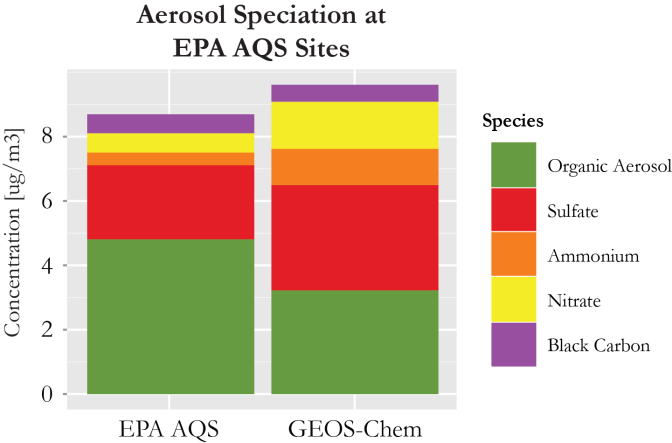 Aerosol Speciation at
EPA AQS Sites
Concentration [ug/m3]
8
6
4
2
0
EPA AQS
GEOS-Chem
Species
Organic Aerosol
Sulfate
Ammonium
Nitrate
Black Carbon